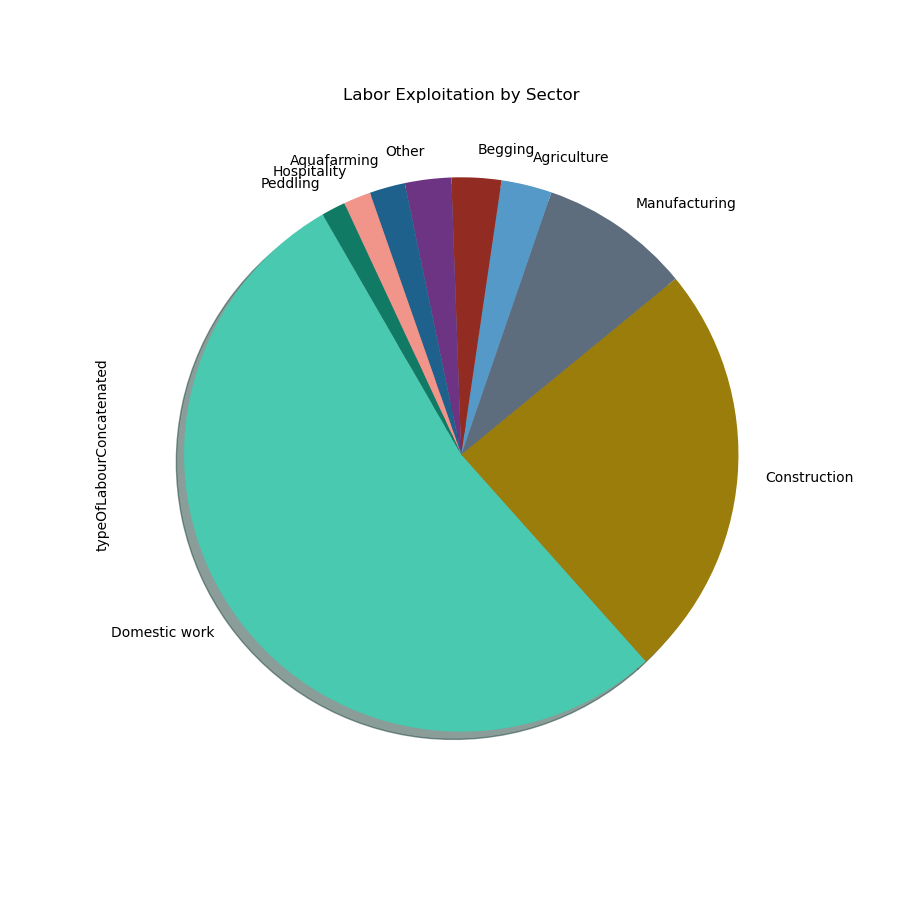 Labor Exploitation by Sector
Other
Begging
Aquafarming
Agriculture
Hospitality
Peddling
Manufacturing
typeOfLabourConcatenated
Construction
Domestic work